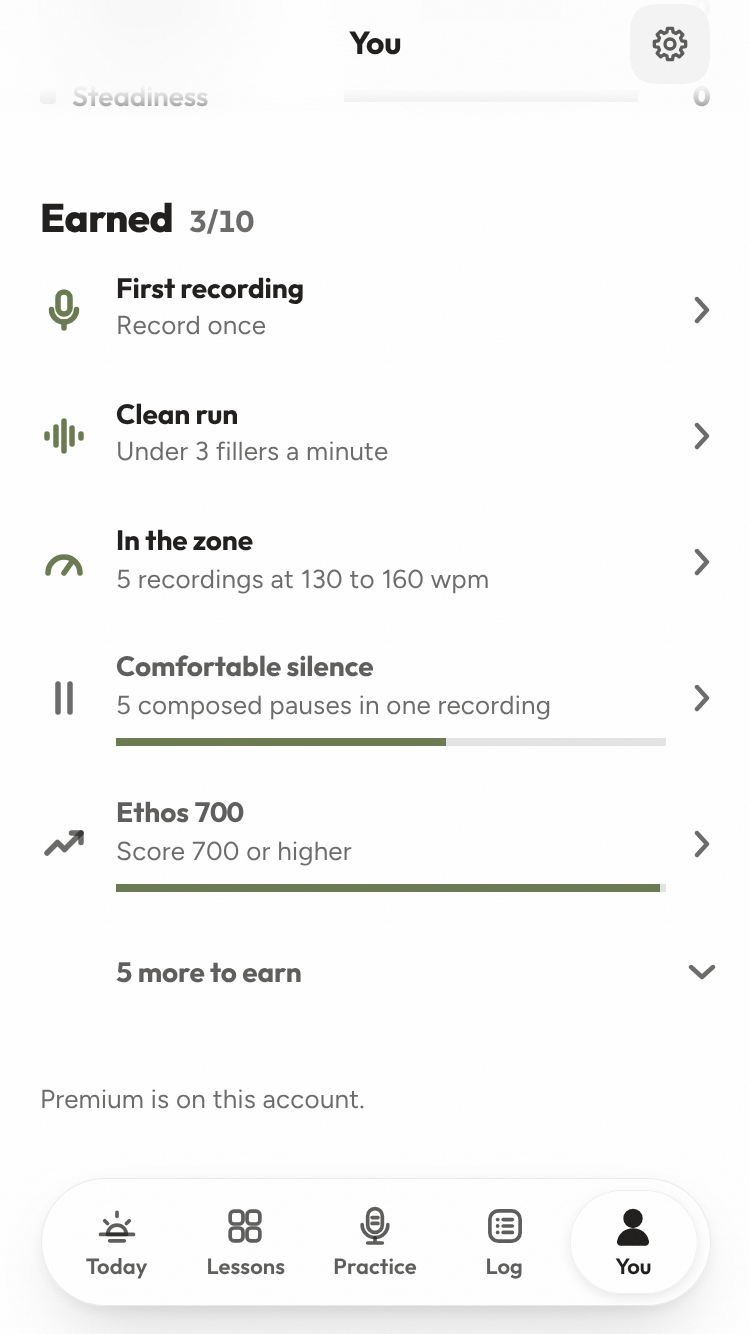 You
Steadiness 0
Earned 3/10
First recording
Record once
Clean run
Under 3 fillers a minute
In the zone
5 recordings at 130 to 160 wpm
Comfortable silence
5 composed pauses in one recording
Ethos 700
Score 700 or higher
5 more to earn
Premium is on this account.
Today Lessons Practice Log You